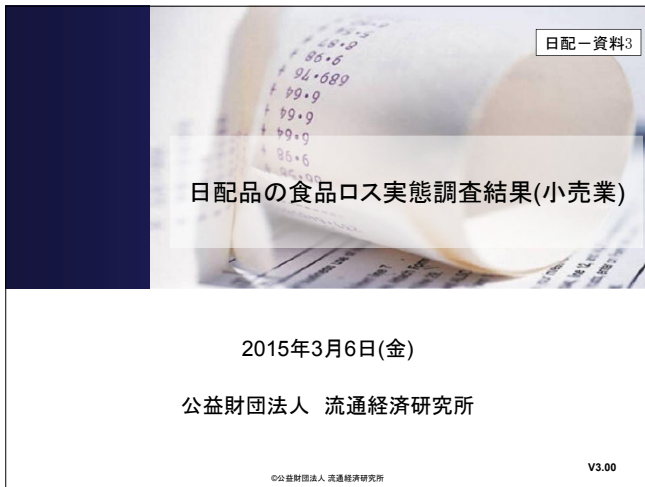 日配－資料3
日配品の食品ロス実態調査結果(小売業)
2015年3月6日(金)
公益財団法人 流通経済研究所
V3.00
©公益財団法人 流通経済研究所